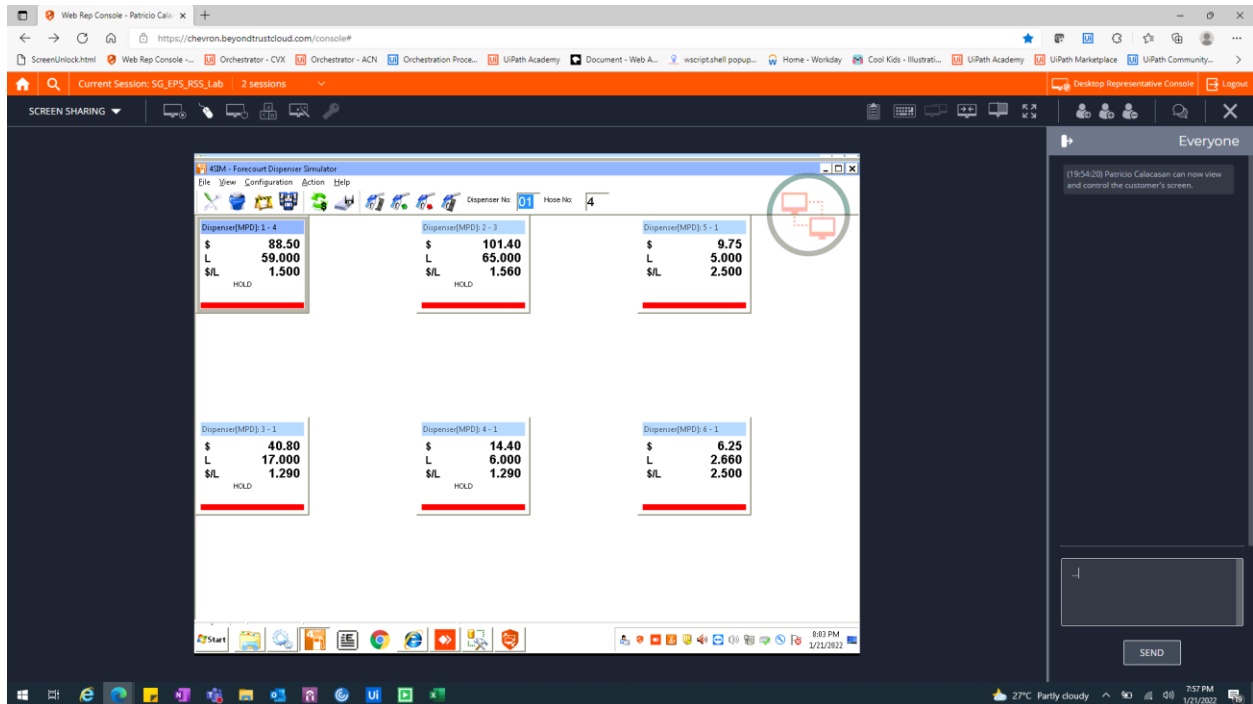 Web Rep Console - Patricio Cala
https://chevron.beyondtrustcloud.com/console#
ScreenUnlock.html Web Rep Console -... UI Orchestrator - CVX UI Orchestrator - ACN UI Orchestration Proce... UI UiPath Academy Document - Web A... wscript.shell popup... Home - Workday Cool Kids - Illustrati... UI UiPath Academy UI UiPath Marketplace UI UiPath Community...
Current Session: SG_EPS_RSS_Lab 2 sessions Desktop Representative Console Logout
SCREEN SHARING
Everyone
(19:54:20) Patricio Calacasan can now view
and control the customer's screen.
4SIM - Forecourt Dispenser Simulator
File View Configuration Action Help
Dispenser No: 01 Hose No: 4
Dispenser[MPD]: 1 - 4
$ 88.50
L 59.000
$/L 1.500
HOLD
Dispenser[MPD]: 2 - 3
$ 101.40
L 65.000
$/L 1.560
HOLD
Dispenser[MPD]: 5 - 1
$ 9.75
L 5.000
$/L 2.500
Dispenser[MPD]: 3 - 1
$ 40.80
L 17.000
$/L 1.290
HOLD
Dispenser[MPD]: 4 - 1
$ 14.40
L 6.000
$/L 1.290
HOLD
Dispenser[MPD]: 6 - 1
$ 6.25
L 2.660
$/L 2.500
Start
8:03 PM
1/21/2022
SEND
27°C Partly cloudy
7:57 PM
1/21/2022